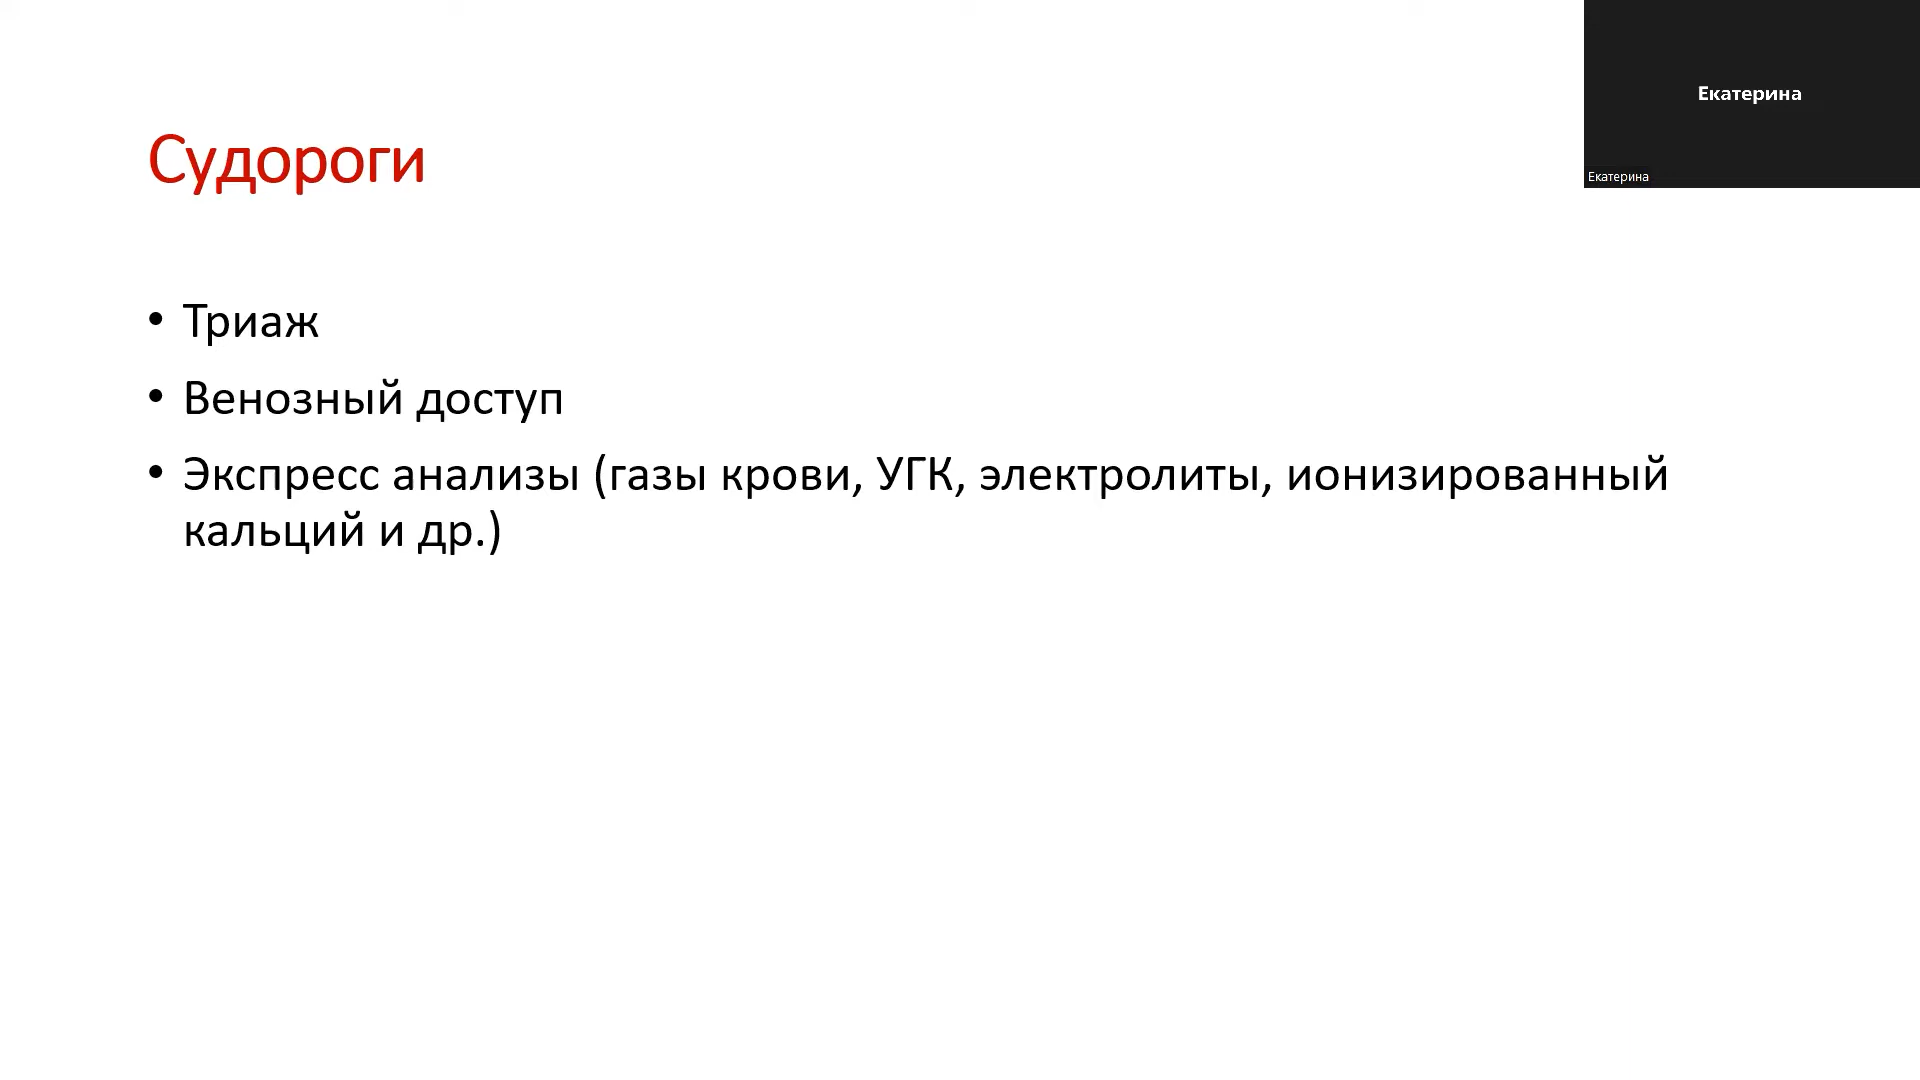 Екатерина
Екатерина
Судороги
• Триаж
• Венозный доступ
• Экспресс анализы (газы крови, УГК, электролиты, ионизированный
кальций и др.)